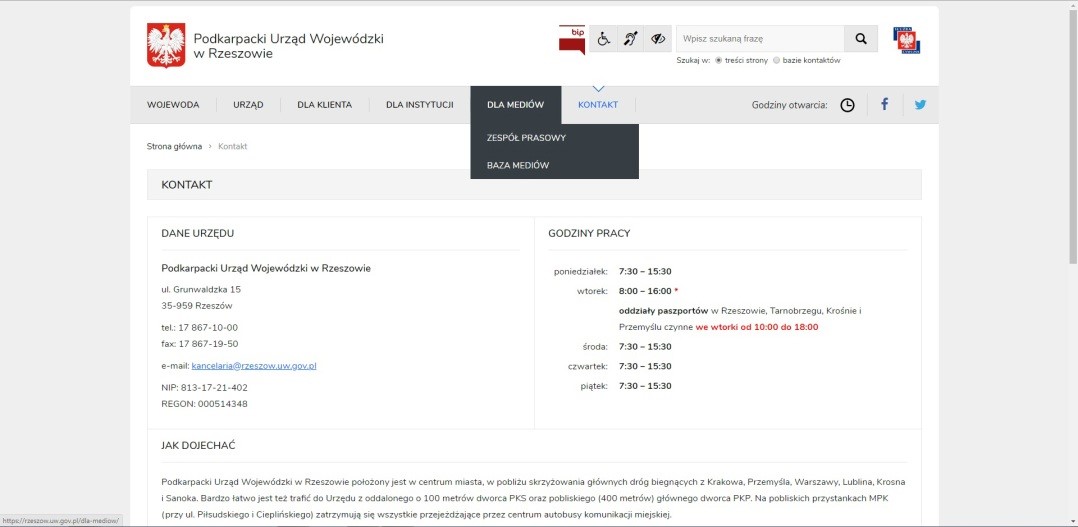 Podkarpacki Urząd Wojewódzki
w Rzeszowie
bip
Wpisz szukaną frazę
Szukaj w: treści strony bazie kontaktów
WOJEWODA URZĄD DLA KLIENTA DLA INSTYTUCJI DLA MEDIÓW KONTAKT Godziny otwarcia:
ZESPÓŁ PRASOWY
BAZA MEDIÓW
Strona główna › Kontakt
KONTAKT
DANE URZĘDU
Podkarpacki Urząd Wojewódzki w Rzeszowie
ul. Grunwaldzka 15
35-959 Rzeszów
tel.: 17 867-10-00
fax: 17 867-19-50
e-mail: kancelaria@rzeszow.uw.gov.pl
NIP: 813-17-21-402
REGON: 000514348
GODZINY PRACY
poniedziałek: 7:30 – 15:30
wtorek: 8:00 – 16:00 *
oddziały paszportów w Rzeszowie, Tarnobrzegu, Krośnie i
Przemyślu czynne we wtorki od 10:00 do 18:00
środa: 7:30 – 15:30
czwartek: 7:30 – 15:30
piątek: 7:30 – 15:30
JAK DOJECHAĆ
Podkarpacki Urząd Wojewódzki w Rzeszowie położony jest w centrum miasta, w pobliżu skrzyżowania głównych dróg biegnących z Krakowa, Przemyśla, Warszawy, Lublina, Krosna
i Sanoka. Bardzo łatwo jest też trafić do Urzędu z oddalonego o 100 metrów dworca PKS oraz pobliskiego (400 metrów) głównego dworca PKP. Na pobliskich przystankach MPK
(przy ul. Piłsudskiego i Cieplińskiego) zatrzymują się wszystkie przejeżdżające przez centrum autobusy komunikacji miejskiej.
https://rzeszow.uw.gov.pl/dla-mediow/